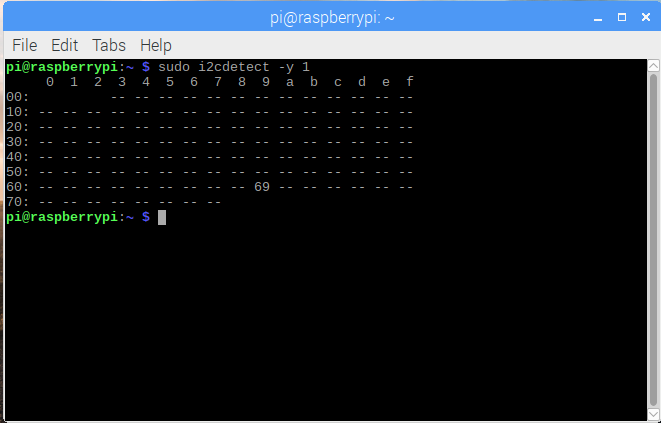 pi@raspberrypi: ~
File Edit Tabs Help
pi@raspberrypi:~ $ sudo i2cdetect -y 1
     0  1  2  3  4  5  6  7  8  9  a  b  c  d  e  f
00:          -- -- -- -- -- -- -- -- -- -- -- -- --
10: -- -- -- -- -- -- -- -- -- -- -- -- -- -- -- --
20: -- -- -- -- -- -- -- -- -- -- -- -- -- -- -- --
30: -- -- -- -- -- -- -- -- -- -- -- -- -- -- -- --
40: -- -- -- -- -- -- -- -- -- -- -- -- -- -- -- --
50: -- -- -- -- -- -- -- -- -- -- -- -- -- -- -- --
60: -- -- -- -- -- -- -- -- -- 69 -- -- -- -- -- --
70: -- -- -- -- -- -- -- --
pi@raspberrypi:~ $